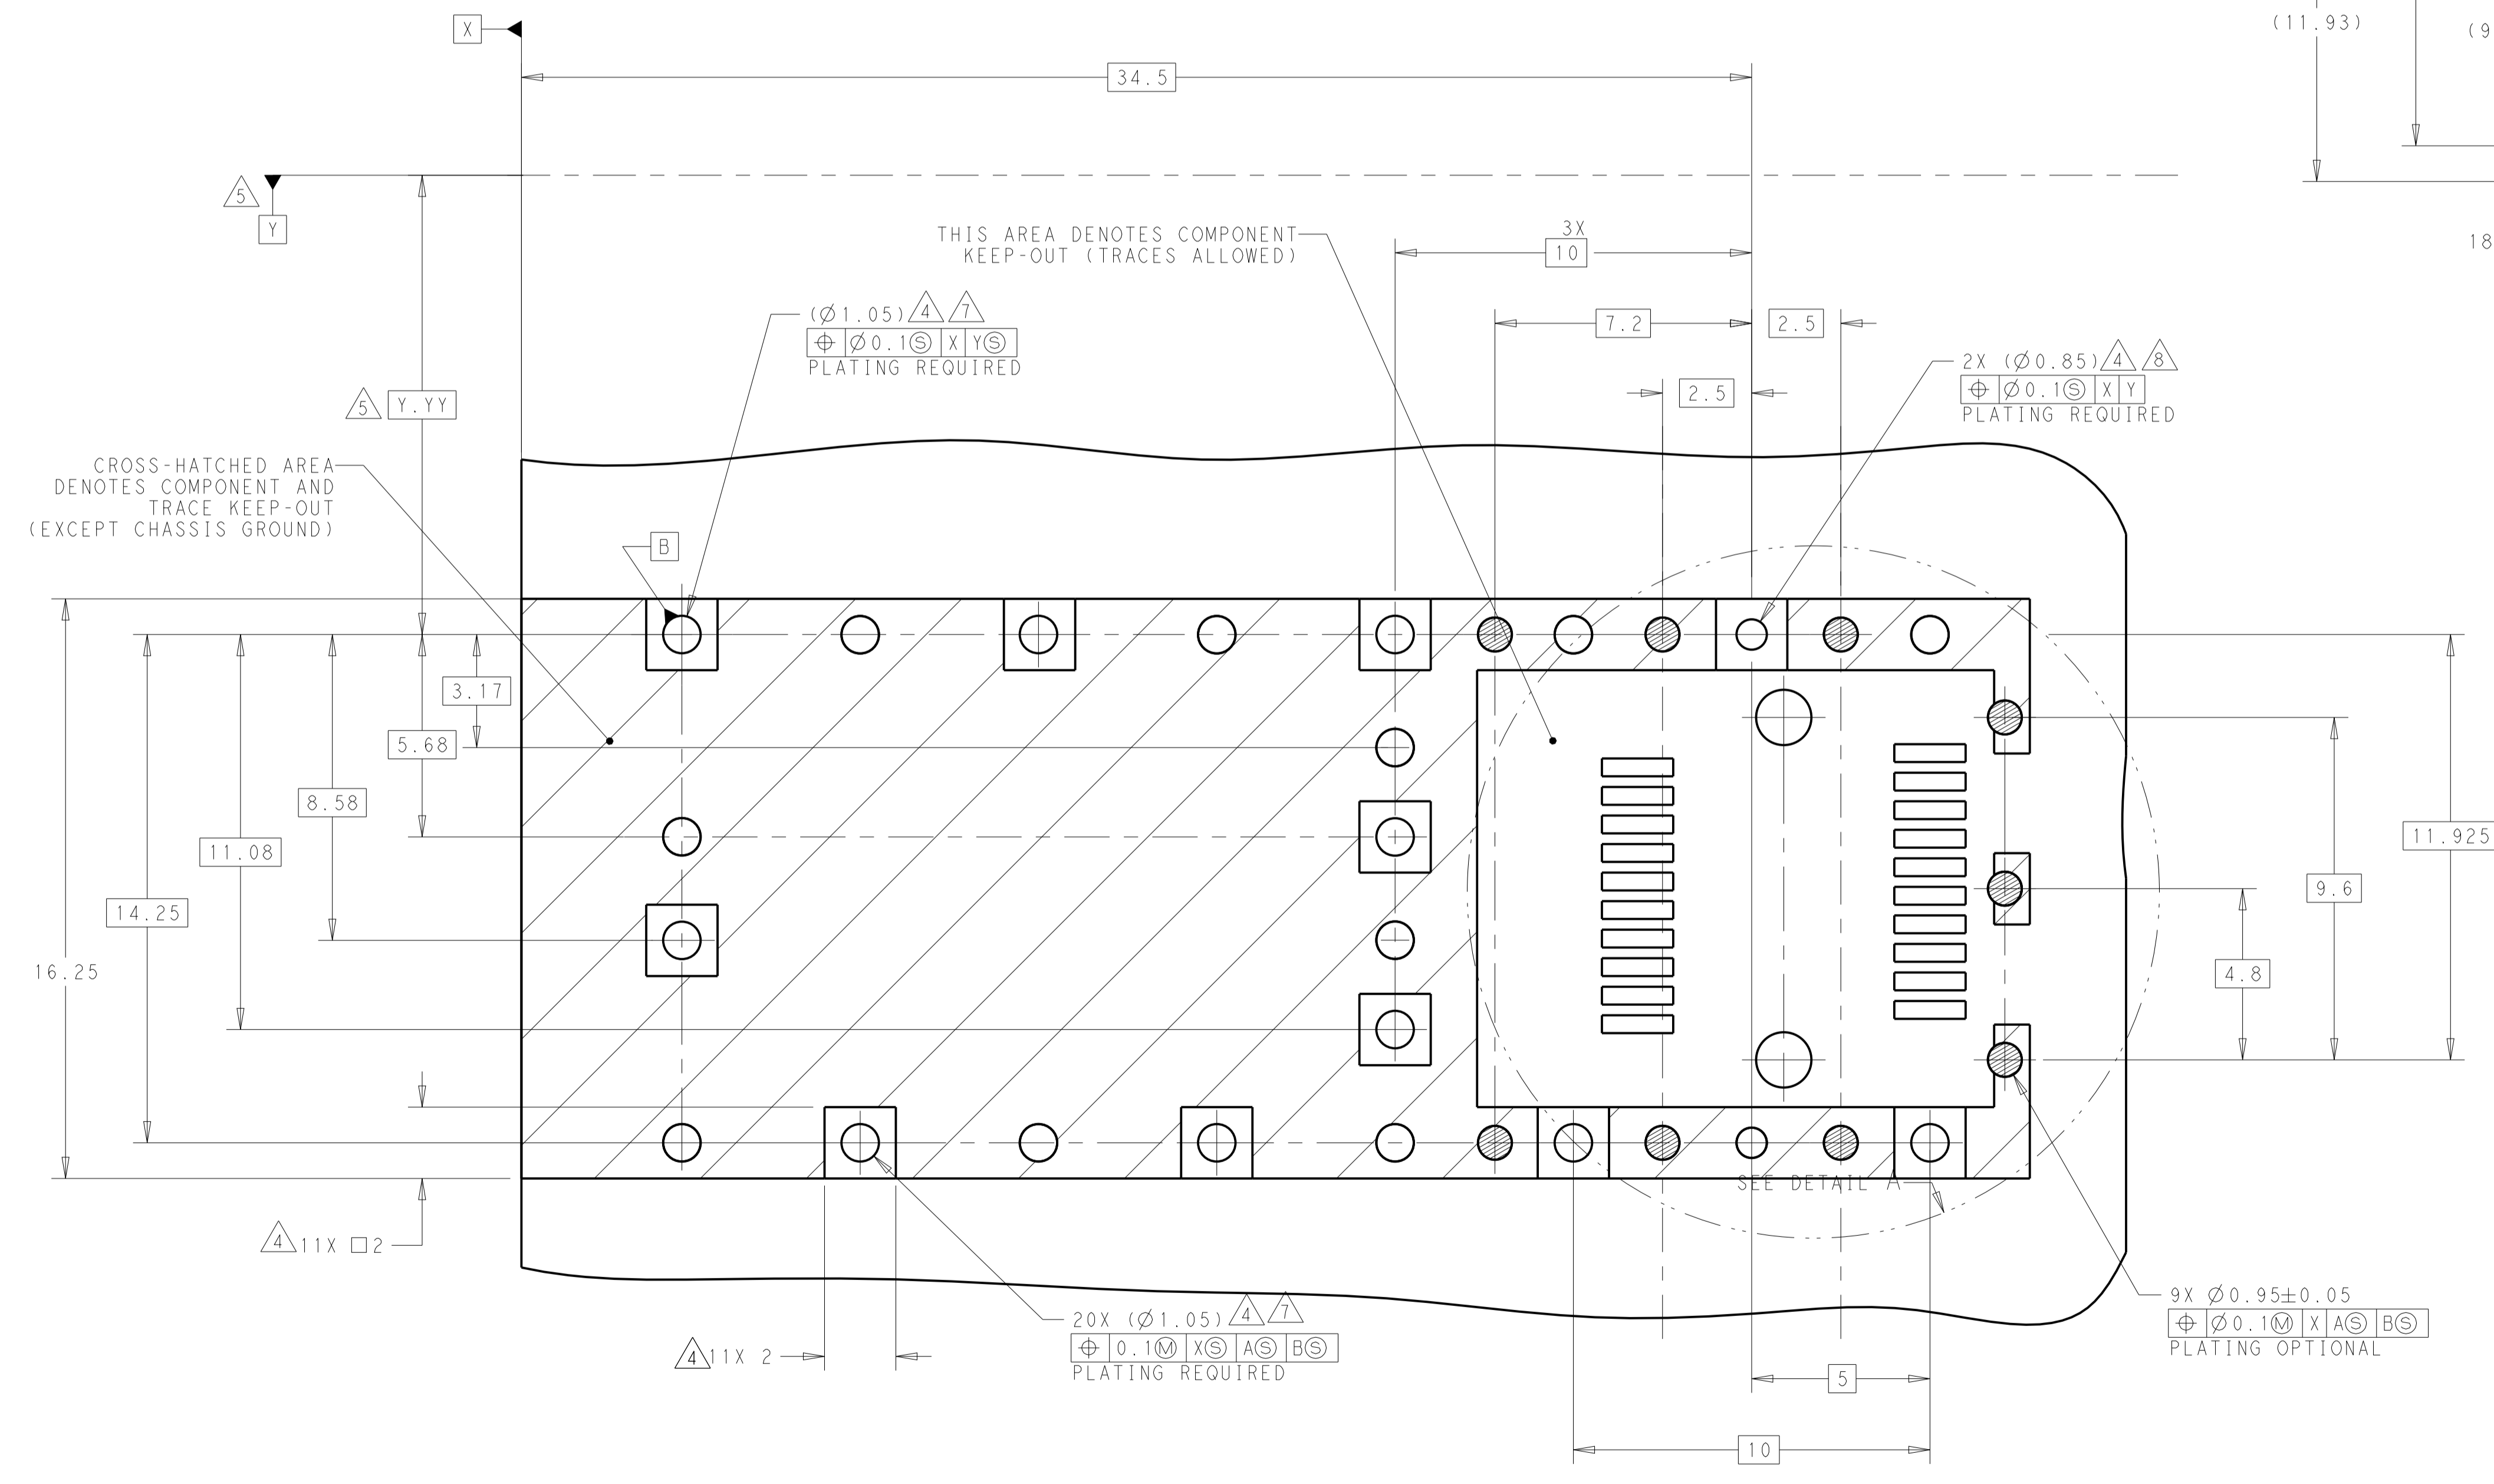 X
(11.93)
(9
34.5
5
Y
18
3X
10
THIS AREA DENOTES COMPONENT
KEEP-OUT (TRACES ALLOWED)
(Ø1.05) 4 7
⌖ Ø0.1Ⓢ X YⓈ
PLATING REQUIRED
7.2
2.5
2.5
2X (Ø0.85) 4 8
⌖ Ø0.1Ⓢ X Y
PLATING REQUIRED
5 Y.YY
CROSS-HATCHED AREA
DENOTES COMPONENT AND
TRACE KEEP-OUT
(EXCEPT CHASSIS GROUND)
B
3.17
5.68
8.58
11.08
14.25
16.25
11.925
9.6
4.8
SEE DETAIL A
4 11X □2
4 11X 2
20X (Ø1.05) 4 7
⌖ 0.1Ⓜ XⓈ AⓈ BⓈ
PLATING REQUIRED
9X Ø0.95±0.05
⌖ Ø0.1Ⓜ X AⓈ BⓈ
PLATING OPTIONAL
5
10